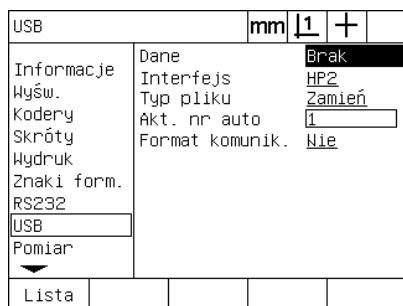 USB
mm 1
Informacje
Wyśw.
Kodery
Skróty
Wydruk
Znaki form.
RS232
USB
Pomiar
Dane Brak
Interfejs HP2
Typ pliku Zamień
Akt. nr auto 1
Format komunik. Nie
Lista